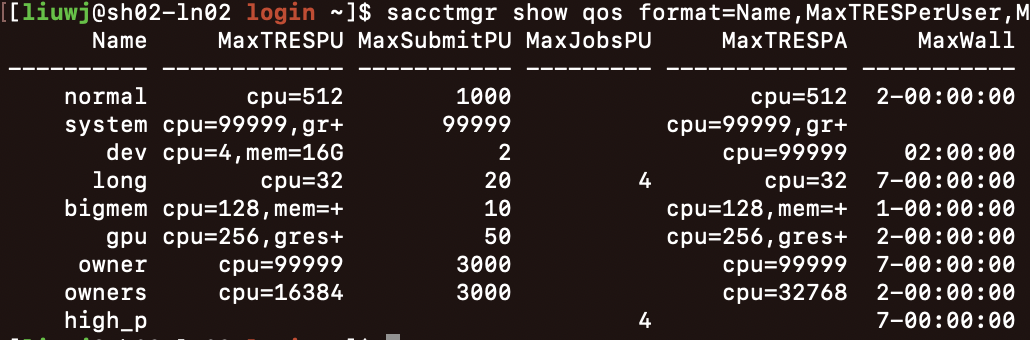 [[liuwj@sh02-ln02 login ~]$ sacctmgr show qos format=Name,MaxTRESPerUser,M
Name MaxTRESPU MaxSubmitPU MaxJobsPU MaxTRESPA MaxWall
---------- ------------- ----------- --------- ------------- -----------
normal cpu=512 1000 cpu=512 2-00:00:00
system cpu=99999,gr+ 99999 cpu=99999,gr+
dev cpu=4,mem=16G 2 cpu=99999 02:00:00
long cpu=32 20 4 cpu=32 7-00:00:00
bigmem cpu=128,mem=+ 10 cpu=128,mem=+ 1-00:00:00
gpu cpu=256,gres+ 50 cpu=256,gres+ 2-00:00:00
owner cpu=99999 3000 cpu=99999 7-00:00:00
owners cpu=16384 3000 cpu=32768 2-00:00:00
high_p 4 7-00:00:00